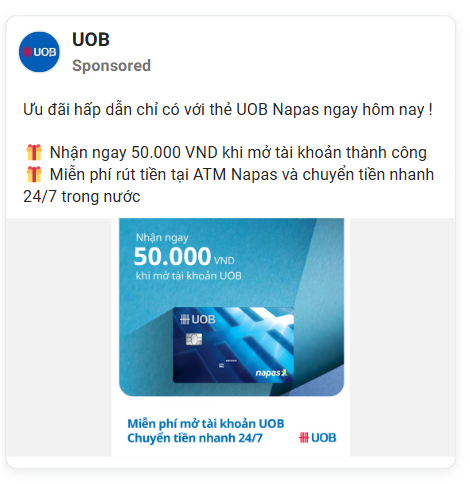 UOB
UOB
Sponsored
Ưu đãi hấp dẫn chỉ có với thẻ UOB Napas ngay hôm nay !
🎁 Nhận ngay 50.000 VND khi mở tài khoản thành công
🎁 Miễn phí rút tiền tại ATM Napas và chuyển tiền nhanh
24/7 trong nước
Nhận ngay
50.000 VND
khi mở tài khoản UOB
UOB
napas
Miễn phí mở tài khoản UOB
Chuyển tiền nhanh 24/7
UOB